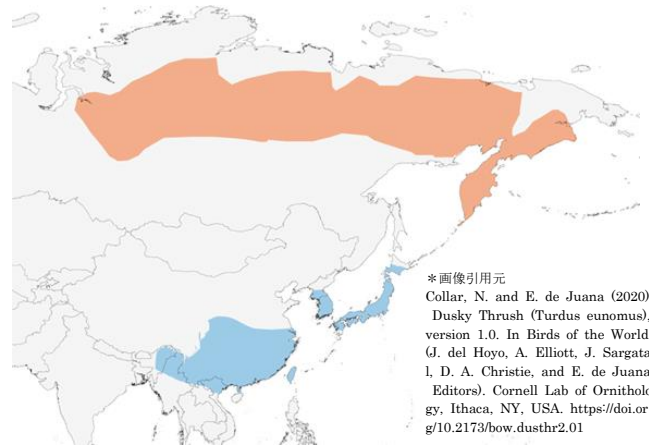 ＊画像引用元
Collar, N. and E. de Juana (2020)
Dusky Thrush (Turdus eunomus),
version 1.0. In Birds of the World
(J. del Hoyo, A. Elliott, J. Sargata
l, D. A. Christie, and E. de Juana
Editors). Cornell Lab of Ornitholo
gy, Ithaca, NY, USA. https://doi.or
g/10.2173/bow.dusthr2.01